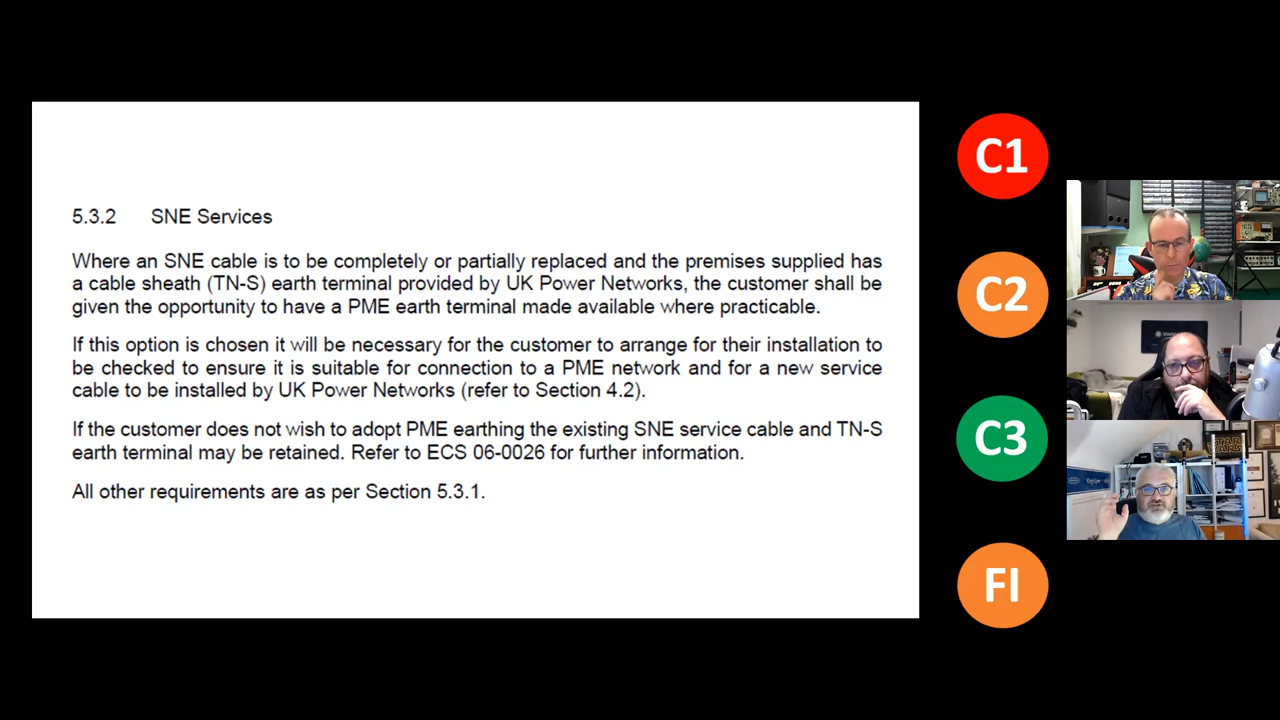 5.3.2 SNE Services
Where an SNE cable is to be completely or partially replaced and the premises supplied has
a cable sheath (TN-S) earth terminal provided by UK Power Networks, the customer shall be
given the opportunity to have a PME earth terminal made available where practicable.
If this option is chosen it will be necessary for the customer to arrange for their installation to
be checked to ensure it is suitable for connection to a PME network and for a new service
cable to be installed by UK Power Networks (refer to Section 4.2).
If the customer does not wish to adopt PME earthing the existing SNE service cable and TN-S
earth terminal may be retained. Refer to ECS 06-0026 for further information.
All other requirements are as per Section 5.3.1.
C1
C2
C3
FI
STAR
WARS